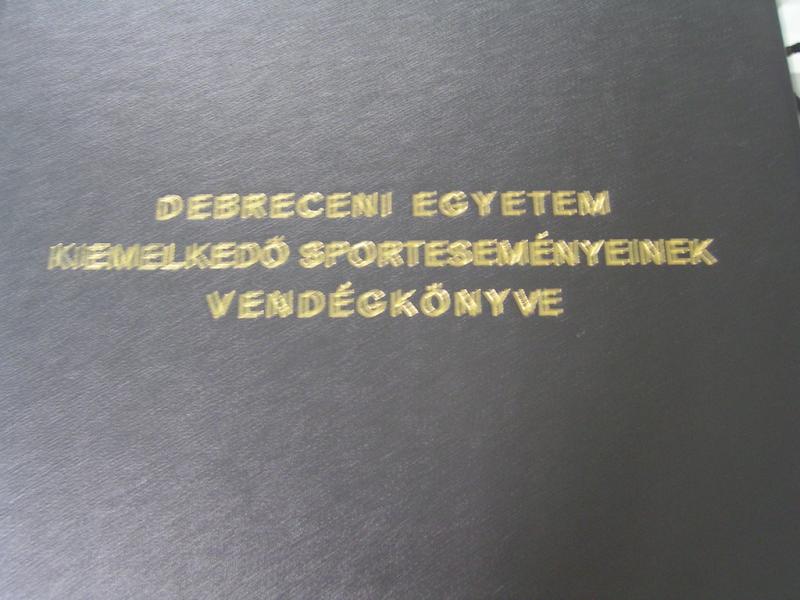 DEBRECENI EGYETEM
KIEMELKEDŐ SPORTESEMÉNYEINEK
VENDÉGKÖNYVE